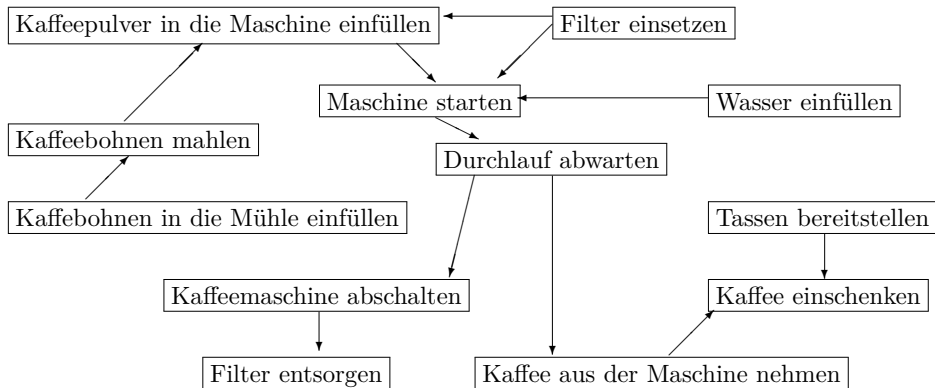 Kaffeepulver in die Maschine einfüllen
Filter einsetzen
Maschine starten
Wasser einfüllen
Kaffeebohnen mahlen
Durchlauf abwarten
Kaffebohnen in die Mühle einfüllen
Tassen bereitstellen
Kaffeemaschine abschalten
Kaffee einschenken
Filter entsorgen
Kaffee aus der Maschine nehmen